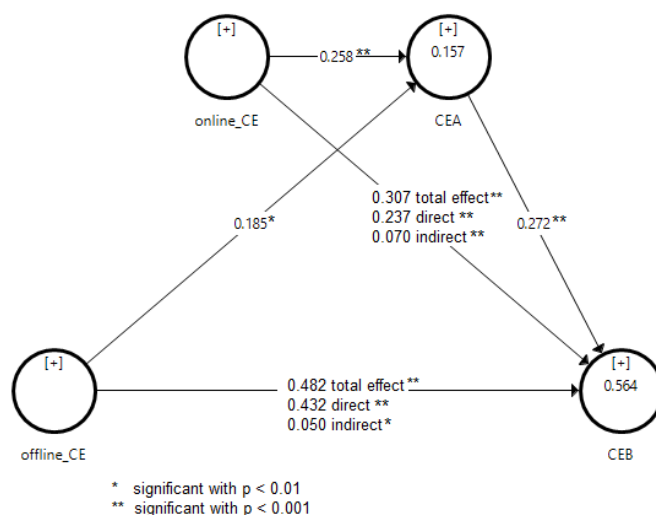 [+]
[+]
0.258 **
0.157
online_CE
CEA
0.307 total effect **
0.237 direct **
0.070 indirect **
0.185 *
0.272 **
[+]
[+]
0.564
0.482 total effect **
0.432 direct **
0.050 indirect *
offline_CE
CEB
* significant with p < 0.01
** significant with p < 0.001